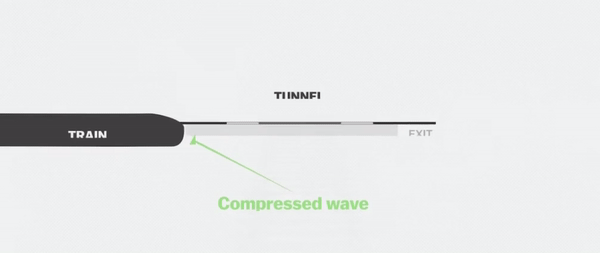 TUNNEL
TRAIN
EXIT
Compressed wave